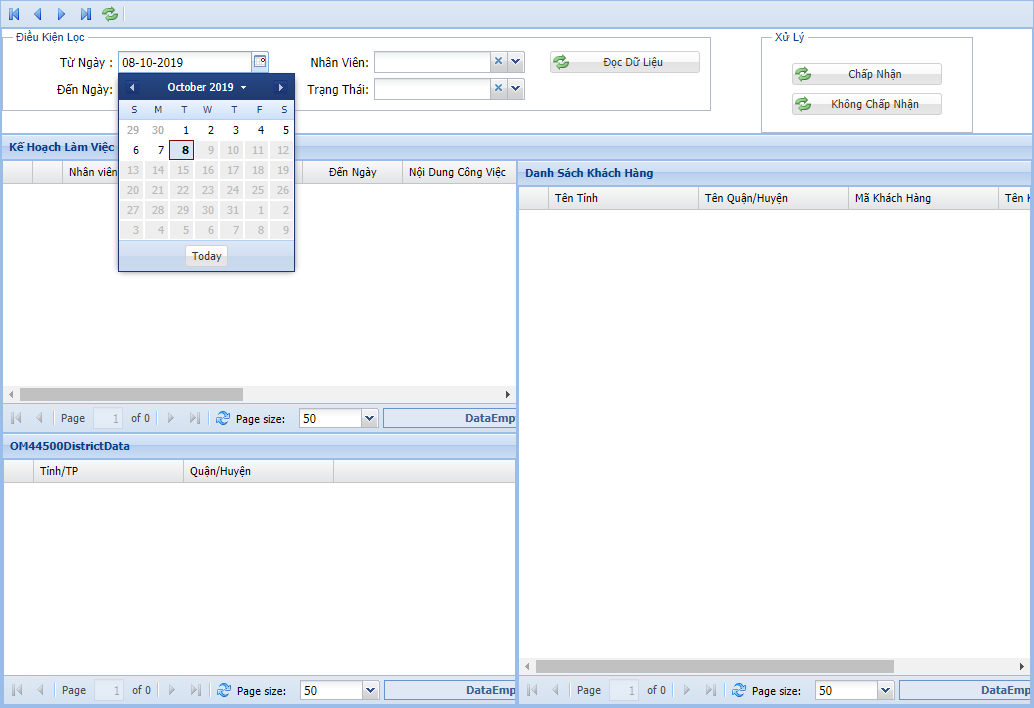 Điều Kiện Lọc
Từ Ngày : 08-10-2019
Nhân Viên:
Đọc Dữ Liệu
Đến Ngày:
Trạng Thái:
Xử Lý
Chấp Nhận
Không Chấp Nhận
October 2019
S M T W T F S
29 30 1 2 3 4 5
6 7 8 9 10 11 12
13 14 15 16 17 18 19
20 21 22 23 24 25 26
27 28 29 30 31 1 2
3 4 5 6 7 8 9
Today
Kế Hoạch Làm Việc
Nhân viên Đến Ngày Nội Dung Công Việc
Page 1 of 0 Page size: 50 DataEmp
OM44500DistrictData
Tỉnh/TP Quận/Huyện
Page 1 of 0 Page size: 50 DataEmp
Danh Sách Khách Hàng
Tên Tỉnh Tên Quận/Huyện Mã Khách Hàng Tên
Page 1 of 0 Page size: 50 DataEmp